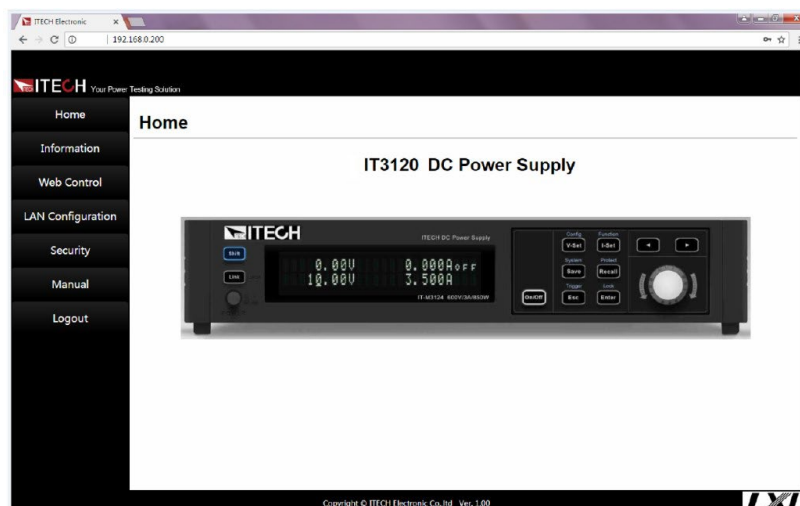 ITECH Electronic
192.168.0.200
ITECH Your Power Testing Solution
Home
Information
Web Control
LAN Configuration
Security
Manual
Logout
Home
IT3120 DC Power Supply
ITECH
ITECH DC Power Supply
Shift
Link
0.00V 0.000A OFF
10.00V 3.500A
IT-M3124 600V/3A/850W
On/Off
Config Function
V-Set I-Set
System Protect
Save Recall
Trigger Lock
Esc Enter
Copyright © ITECH Electronic Co.,ltd Ver. 1.00
LXI